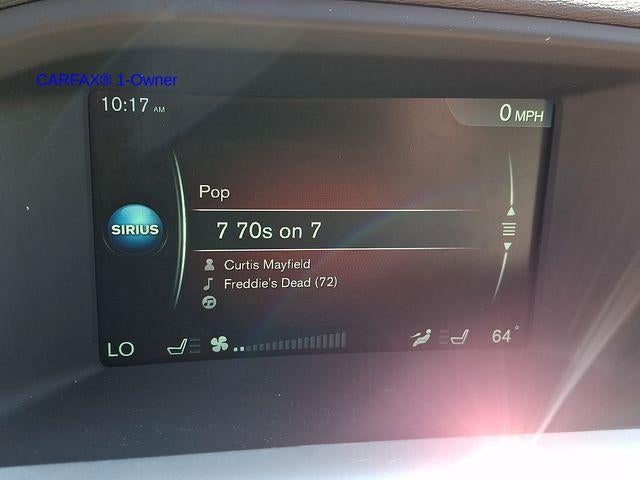 CARFAX® 1-Owner
10:17 AM
0 MPH
Pop
SIRIUS
7 70s on 7
Curtis Mayfield
Freddie's Dead (72)
LO
64°